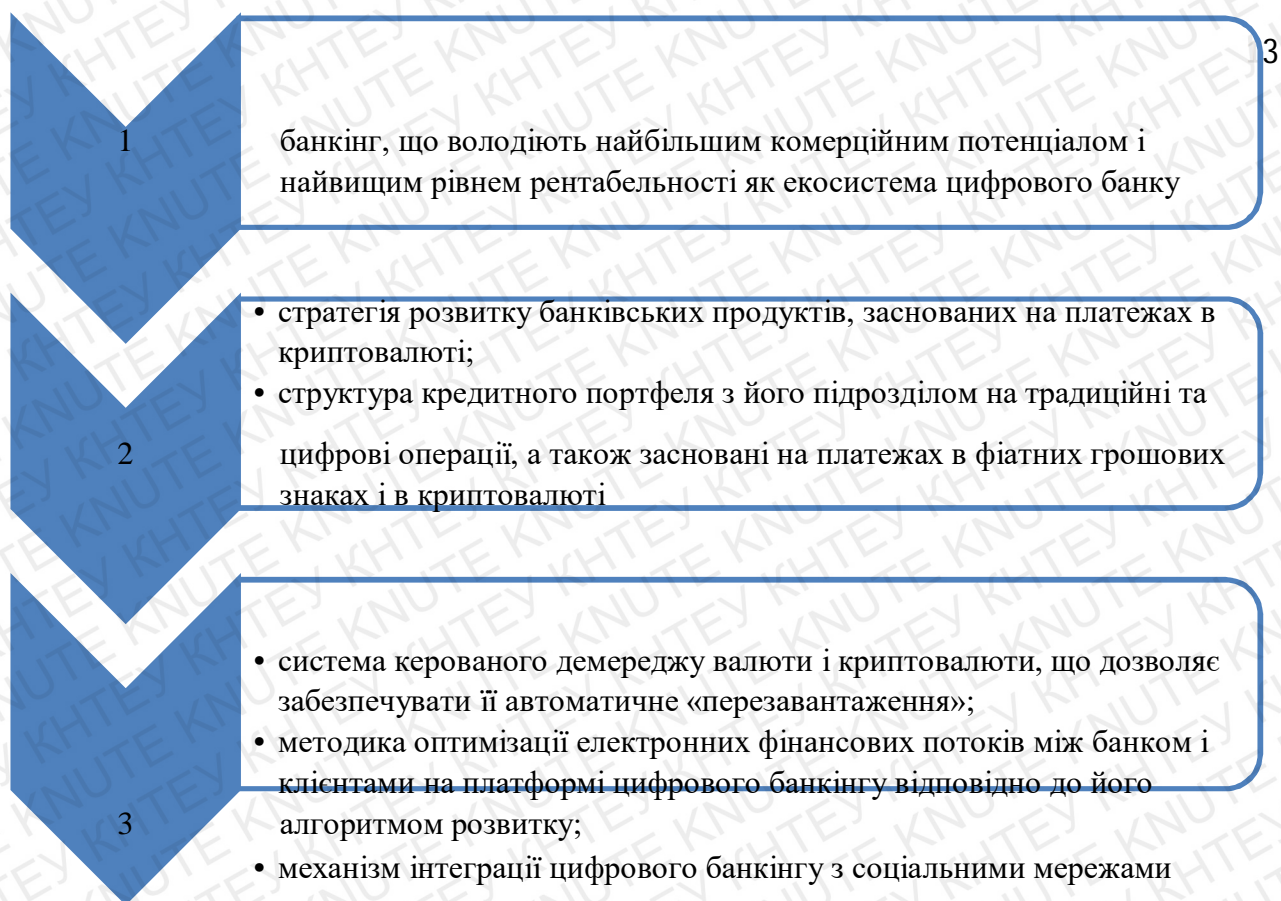 3
1
банкінг, що володіють найбільшим комерційним потенціалом і
найвищим рівнем рентабельності як екосистема цифрового банку
• стратегія розвитку банківських продуктів, заснованих на платежах в
криптовалюті;
• структура кредитного портфеля з його підрозділом на традиційні та
2
цифрові операції, а також засновані на платежах в фіатних грошових
знаках і в криптовалюті
• система керованого демереджу валюти і криптовалюти, що дозволяє
забезпечувати її автоматичне «перезавантаження»;
• методика оптимізації електронних фінансових потоків між банком і
клієнтами на платформі цифрового банкінгу відповідно до його
3
алгоритмом розвитку;
• механізм інтеграції цифрового банкінгу з соціальними мережами